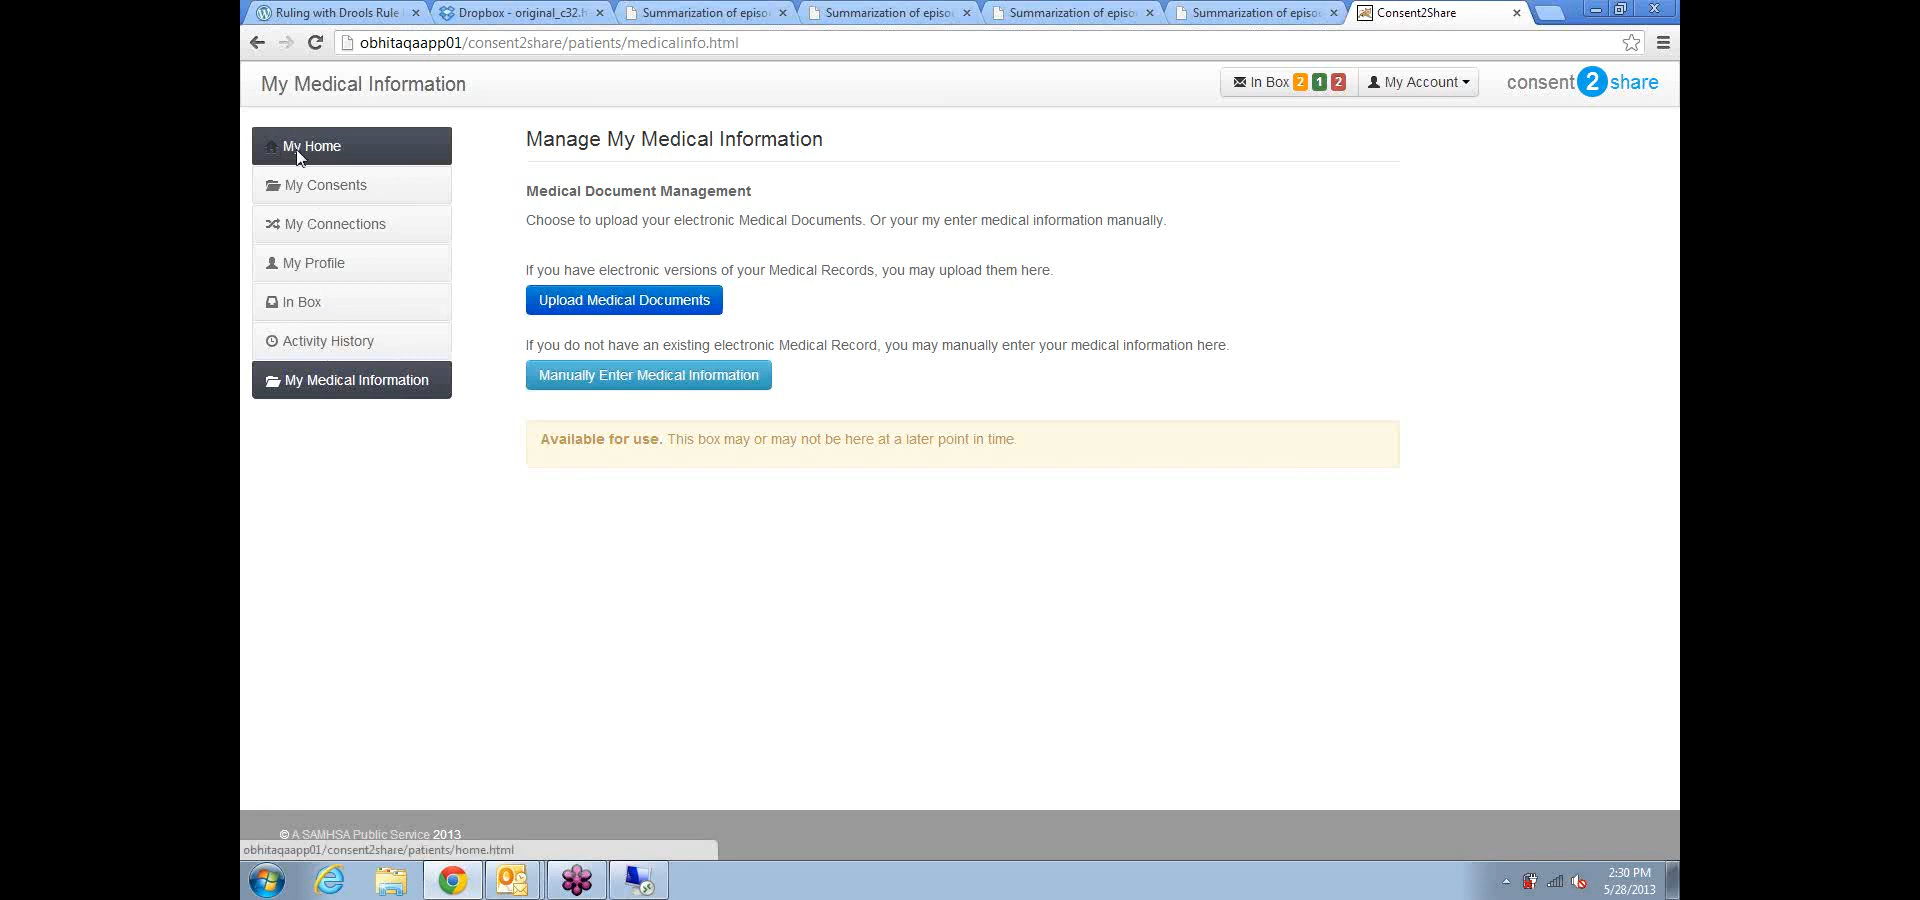 Ruling with Drools Rule
Dropbox - original_c32.h
Summarization of episo
Summarization of episo
Summarization of episo
Summarization of episo
Consent2Share
obhitaqaapp01/consent2share/patients/medicalinfo.html
My Medical Information
In Box 2 1 2
My Account
consent 2 share
My Home
My Consents
My Connections
My Profile
In Box
Activity History
My Medical Information
Manage My Medical Information
Medical Document Management
Choose to upload your electronic Medical Documents. Or your my enter medical information manually.
If you have electronic versions of your Medical Records, you may upload them here.
Upload Medical Documents
If you do not have an existing electronic Medical Record, you may manually enter your medical information here.
Manually Enter Medical Information
Available for use. This box may or may not be here at a later point in time.
© A SAMHSA Public Service 2013
obhitaqaapp01/consent2share/patients/home.html
2:30 PM
5/28/2013